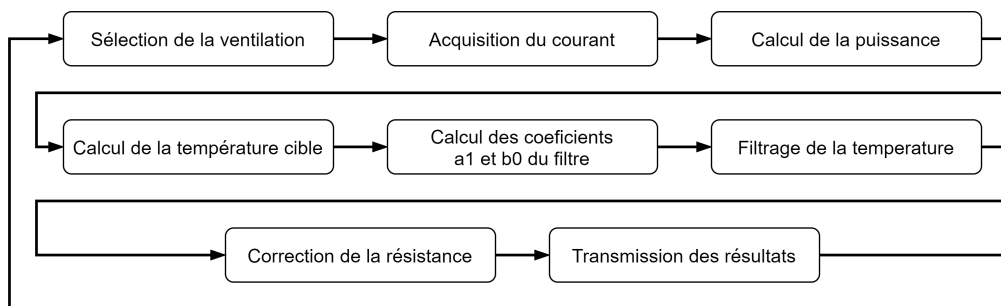 Sélection de la ventilation
Acquisition du courant
Calcul de la puissance
Calcul de la température cible
Calcul des coeficients
a1 et b0 du filtre
Filtrage de la temperature
Correction de la résistance
Transmission des résultats